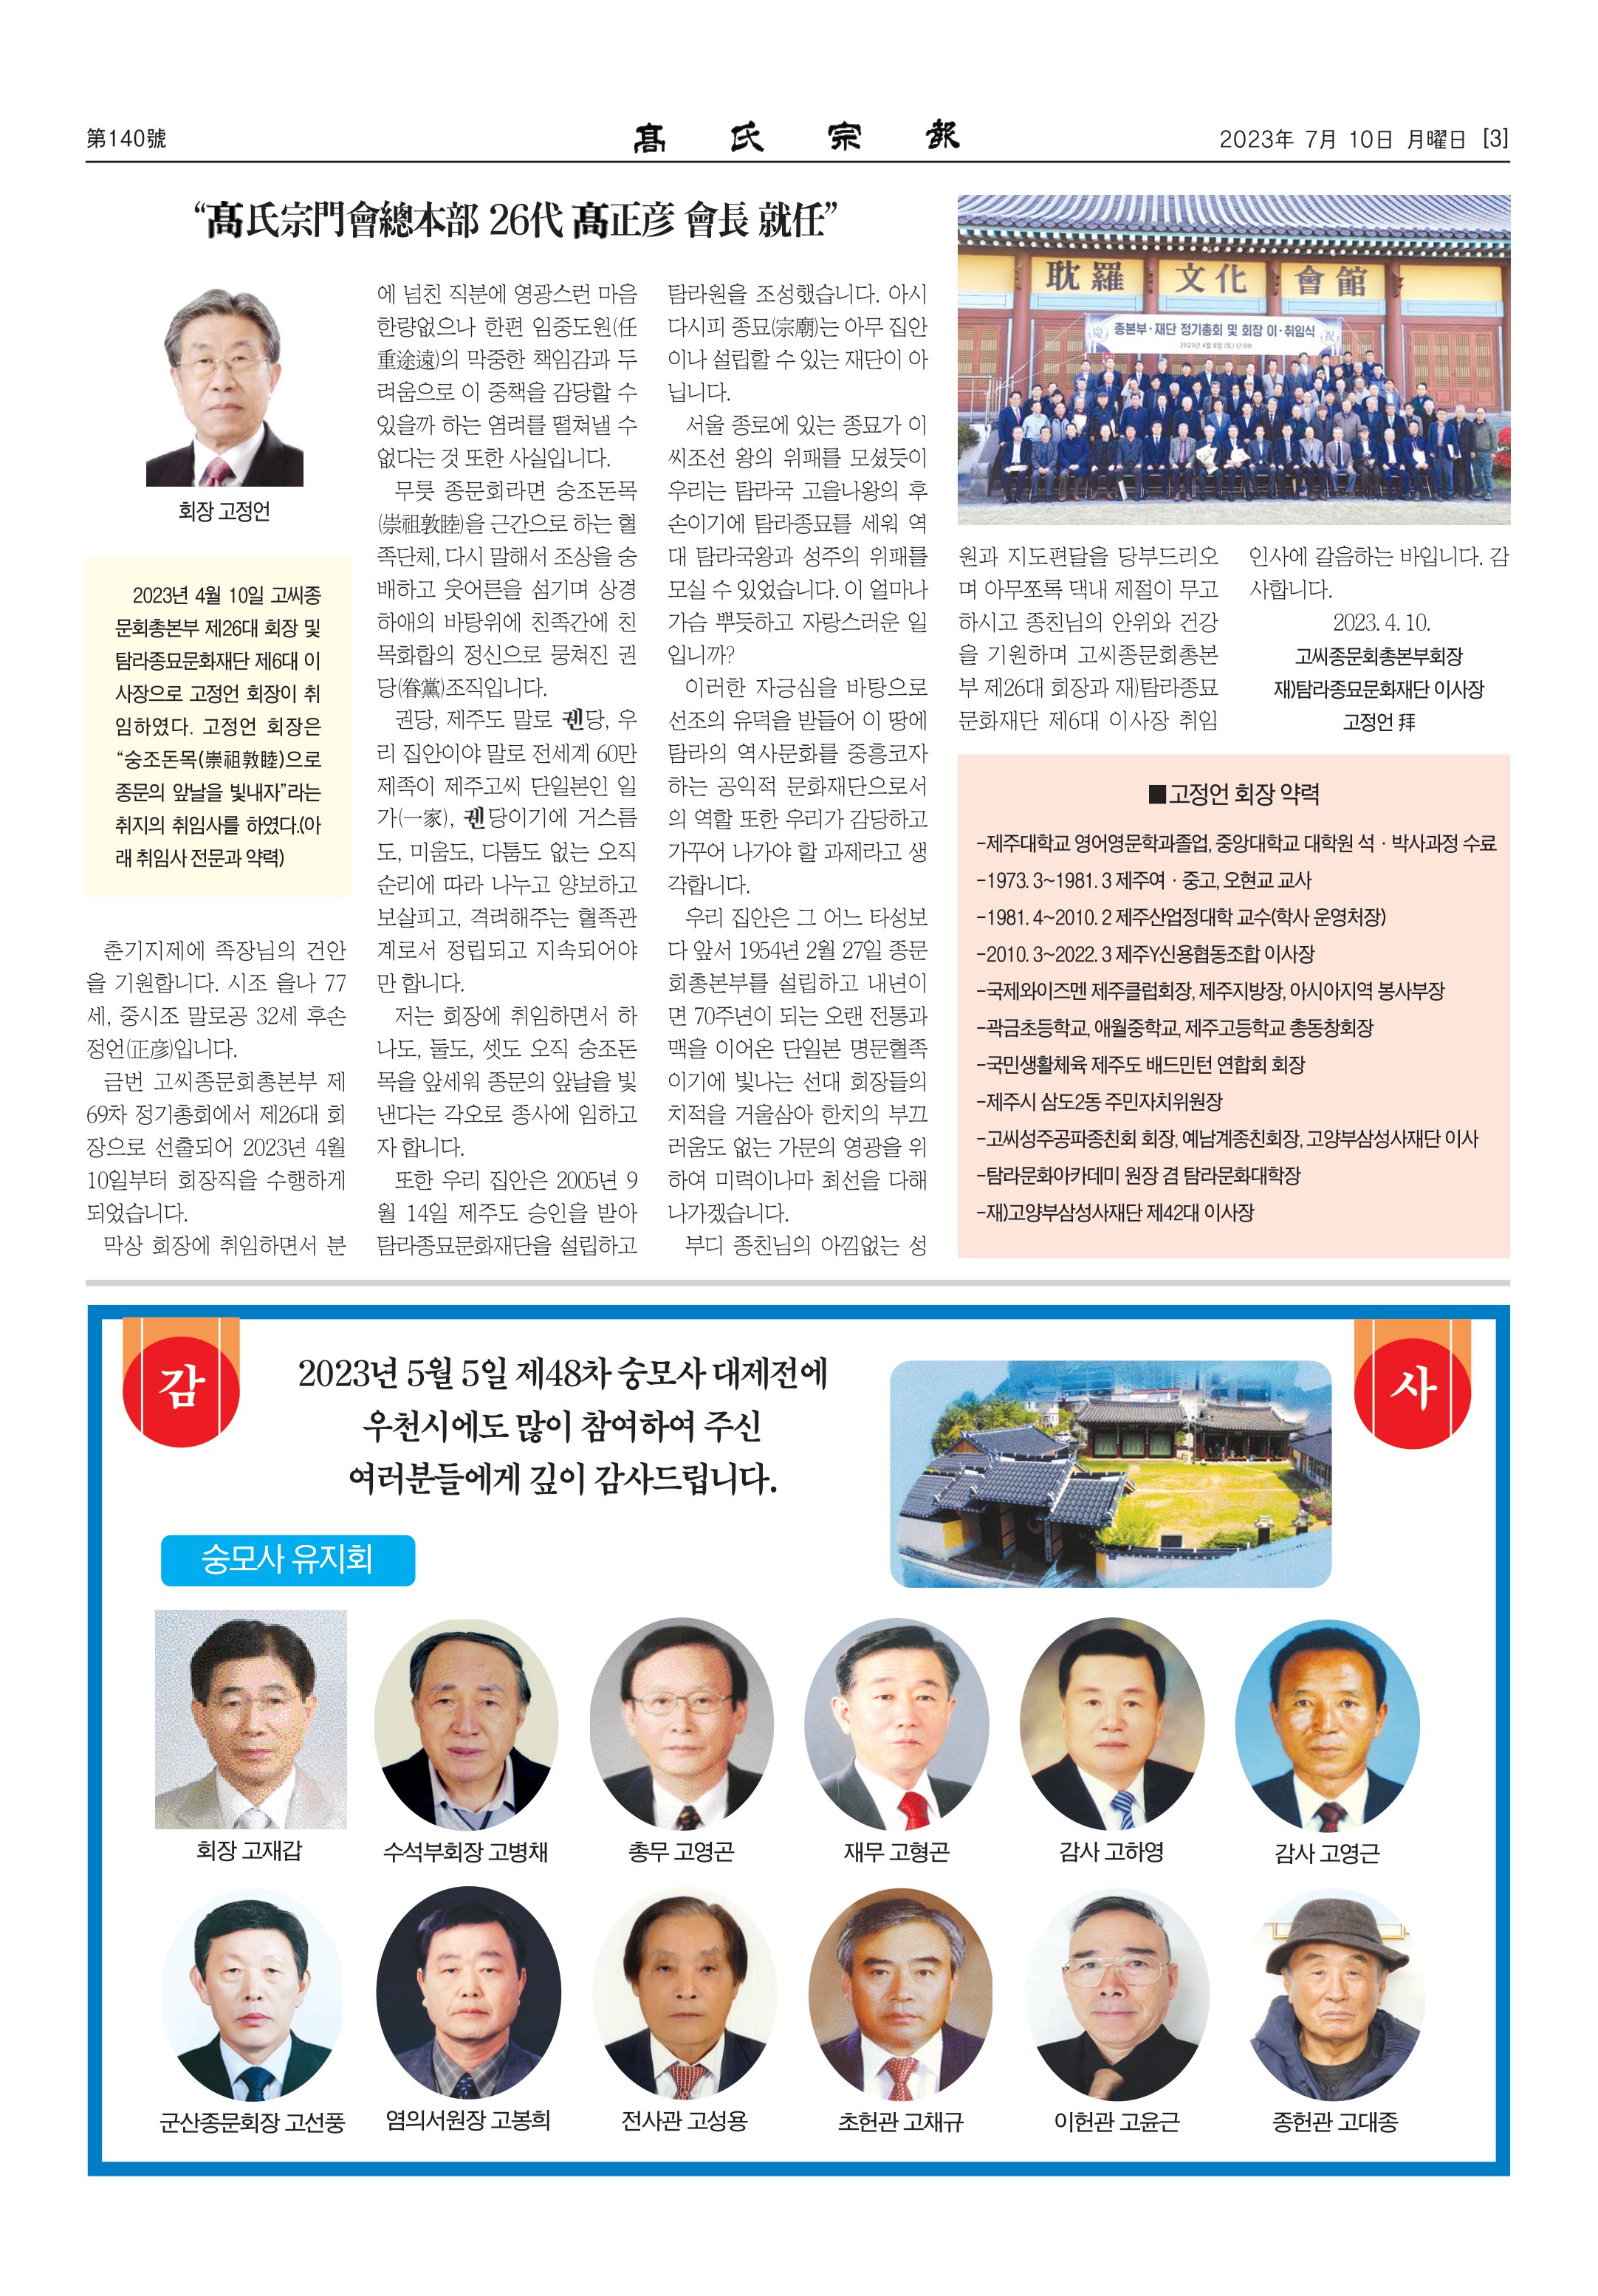 第140號
髙氏宗報
2023年 7月 10日 月曜日 [3]
“髙氏宗門會總本部 26代 髙正彦 會長 就任”
회장 고정언
2023년 4월 10일 고씨종
문회총본부 제26대 회장 및
탐라종묘문화재단 제6대 이
사장으로 고정언 회장이 취
임하였다. 고정언 회장은
“숭조돈목(崇祖敦睦)으로
종문의 앞날을 빛내자”라는
취지의 취임사를 하였다.(아
래 취임사 전문과 약력)
춘기지제에 족장님의 건안
을 기원합니다. 시조 을나 77
세, 중시조 말로공 32세 후손
정언(正彦)입니다.
금번 고씨종문회총본부 제
69차 정기총회에서 제26대 회
장으로 선출되어 2023년 4월
10일부터 회장직을 수행하게
되었습니다.
막상 회장에 취임하면서 분
에 넘친 직분에 영광스런 마음
한량없으나 한편 임중도원(任
重途遠)의 막중한 책임감과 두
려움으로 이 중책을 감당할 수
있을까 하는 염려를 떨쳐낼 수
없다는 것 또한 사실입니다.
무릇 종문회라면 숭조돈목
(崇祖敦睦)을 근간으로 하는 혈
족단체, 다시 말해서 조상을 숭
배하고 웃어른을 섬기며 상경
하애의 바탕위에 친족간에 친
목화합의 정신으로 뭉쳐진 권
당(眷黨)조직입니다.
권당, 제주도 말로 궨당, 우
리 집안이야 말로 전세계 60만
제족이 제주고씨 단일본인 일
가(一家), 궨당이기에 거스름
도, 미움도, 다툼도 없는 오직
순리에 따라 나누고 양보하고
보살피고, 격려해주는 혈족관
계로서 정립되고 지속되어야
만 합니다.
저는 회장에 취임하면서 하
나도, 둘도, 셋도 오직 숭조돈
목을 앞세워 종문의 앞날을 빛
낸다는 각오로 종사에 임하고
자 합니다.
또한 우리 집안은 2005년 9
월 14일 제주도 승인을 받아
탐라종묘문화재단을 설립하고
탐라원을 조성했습니다. 아시
다시피 종묘(宗廟)는 아무 집안
이나 설립할 수 있는 재단이 아
닙니다.
서울 종로에 있는 종묘가 이
씨조선 왕의 위패를 모셨듯이
우리는 탐라국 고을나왕의 후
손이기에 탐라종묘를 세워 역
대 탐라국왕과 성주의 위패를
모실 수 있었습니다. 이 얼마나
가슴 뿌듯하고 자랑스러운 일
입니까?
이러한 자긍심을 바탕으로
선조의 유덕을 받들어 이 땅에
탐라의 역사문화를 중흥코자
하는 공익적 문화재단으로서
의 역할 또한 우리가 감당하고
가꾸어 나가야 할 과제라고 생
각합니다.
우리 집안은 그 어느 타성보
다 앞서 1954년 2월 27일 종문
회총본부를 설립하고 내년이
면 70주년이 되는 오랜 전통과
맥을 이어온 단일본 명문혈족
이기에 빛나는 선대 회장들의
치적을 거울삼아 한치의 부끄
러움도 없는 가문의 영광을 위
하여 미력이나마 최선을 다해
나가겠습니다.
부디 종친님의 아낌없는 성
耽羅 文化 會館
慶 총본부·재단 정기총회 및 회장 이·취임식 祝
2023년 4월 8일 (토) 17:00
원과 지도편달을 당부드리오
며 아무쪼록 댁내 제절이 무고
하시고 종친님의 안위와 건강
을 기원하며 고씨종문회총본
부 제26대 회장과 재)탐라종묘
문화재단 제6대 이사장 취임
인사에 갈음하는 바입니다. 감
사합니다.
2023. 4. 10.
고씨종문회총본부회장
재)탐라종묘문화재단 이사장
고정언 拜
■고정언 회장 약력
-제주대학교 영어영문학과졸업, 중앙대학교 대학원 석·박사과정 수료
-1973. 3~1981. 3 제주여·중고, 오현교 교사
-1981. 4~2010. 2 제주산업정대학 교수(학사 운영처장)
-2010. 3~2022. 3 제주Y신용협동조합 이사장
-국제와이즈멘 제주클럽회장, 제주지방장, 아시아지역 봉사부장
-곽금초등학교, 애월중학교, 제주고등학교 총동창회장
-국민생활체육 제주도 배드민턴 연합회 회장
-제주시 삼도2동 주민자치위원장
-고씨성주공파종친회 회장, 예남계종친회장, 고양부삼성사재단 이사
-탐라문화아카데미 원장 겸 탐라문화대학장
-재)고양부삼성사재단 제42대 이사장
감
사
2023년 5월 5일 제48차 숭모사 대제전에
우천시에도 많이 참여하여 주신
여러분들에게 깊이 감사드립니다.
숭모사 유지회
회장 고재갑
수석부회장 고병채
총무 고영곤
재무 고형곤
감사 고하영
감사 고영근
군산종문회장 고선풍
염의서원장 고봉희
전사관 고성용
초헌관 고채규
이헌관 고윤근
종헌관 고대종